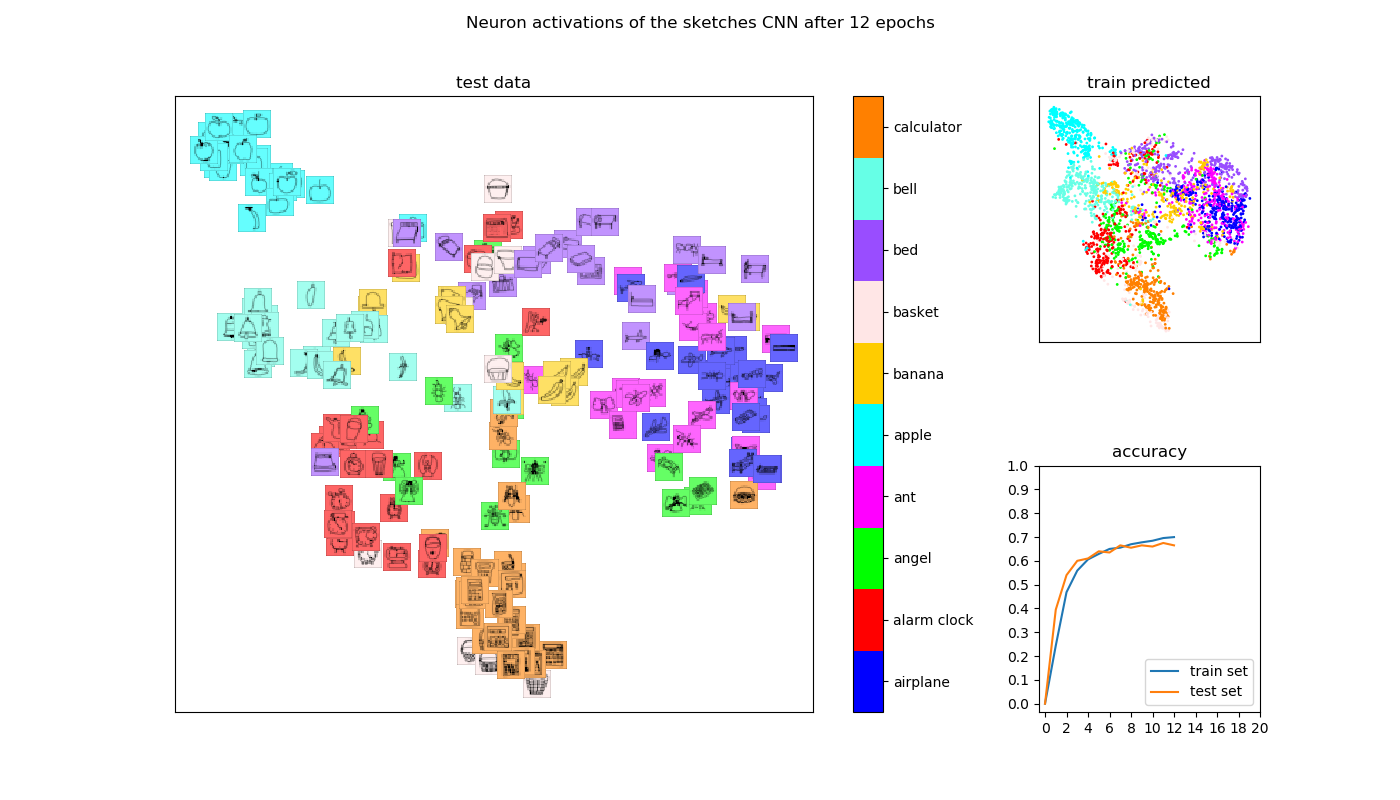 Neuron activations of the sketches CNN after 12 epochs
test data
calculator
bell
bed
basket
banana
apple
ant
angel
alarm clock
airplane
train predicted
accuracy
1.0
0.9
0.8
0.7
0.6
0.5
0.4
0.3
0.2
0.1
0.0
train set
test set
0 2 4 6 8 10 12 14 16 18 20